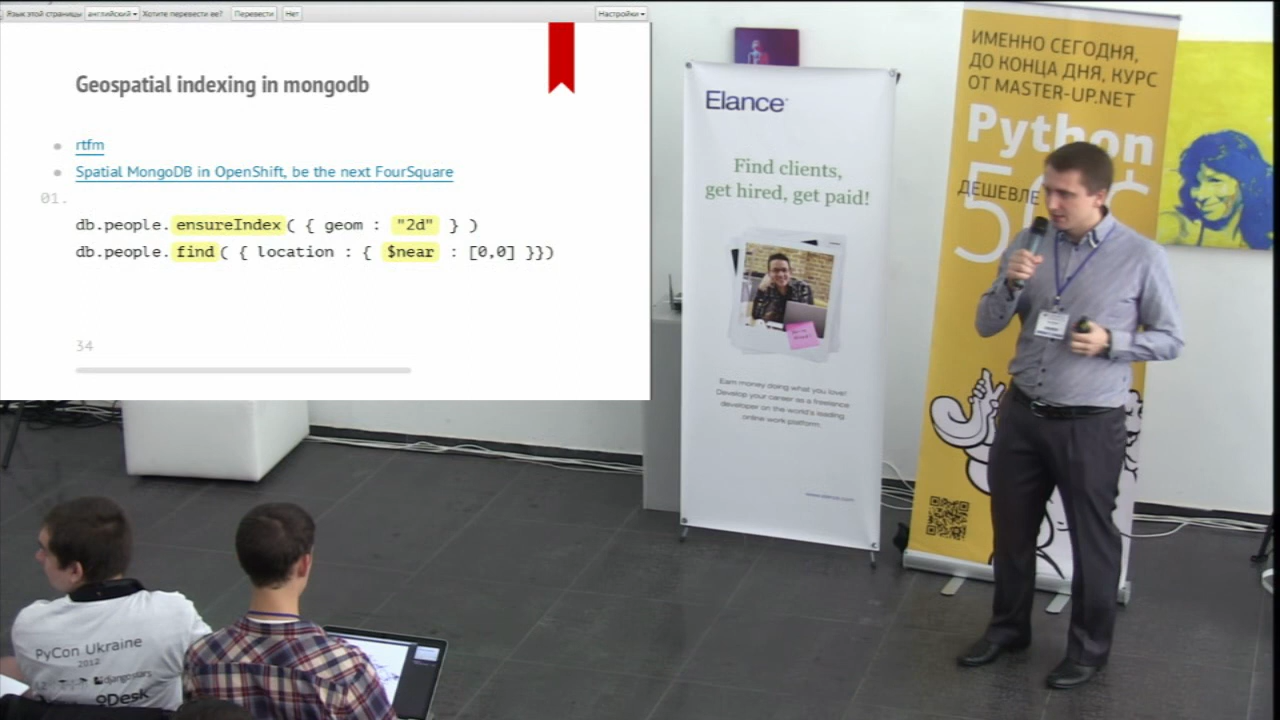 Язык этой страницы английский Хотите перевести ее? Перевести Нет Настройки
Geospatial indexing in mongodb
rtfm
Spatial MongoDB in OpenShift, be the next FourSquare
01.
db.people.ensureIndex( { geom : "2d" } )
db.people.find( { location : { $near : [0,0] }})
34
Elance
Find clients,
get hired, get paid!
Earn money doing what you love!
Develop your career as a freelance
developer on the world's leading
online work platform.
www.elance.com
ИМЕННО СЕГОДНЯ,
ДО КОНЦА ДНЯ, КУРС
ОТ MASTER-UP.NET
Python
ДЕШЕВЛЕ
PyCon Ukraine
2012
djangostars
oDesk